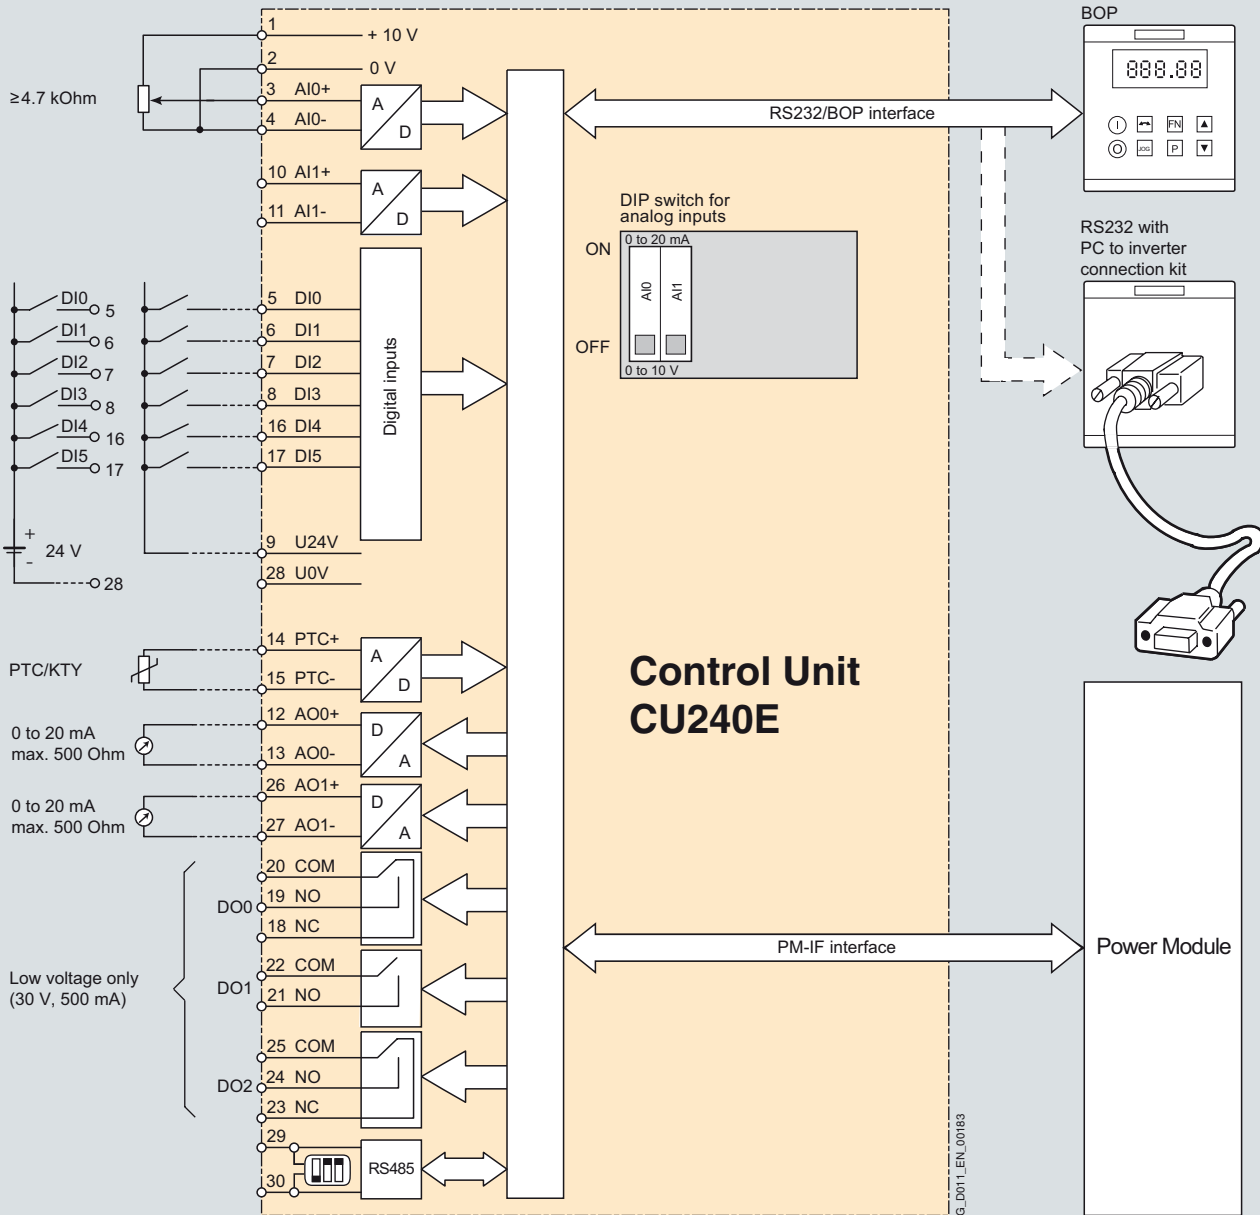 1
+ 10 V
2
0 V
≥4.7 kOhm
3 AI0+
4 AI0-
A
D
10 AI1+
11 AI1-
A
D
DI0 5
DI1 6
DI2 7
DI3 8
DI4 16
DI5 17
+
24 V
-
28
5 DI0
6 DI1
7 DI2
8 DI3
16 DI4
17 DI5
Digital inputs
9 U24V
28 U0V
PTC/KTY
14 PTC+
15 PTC-
A
D
0 to 20 mA
max. 500 Ohm
12 AO0+
13 AO0-
D
A
0 to 20 mA
max. 500 Ohm
26 AO1+
27 AO1-
D
A
Low voltage only
(30 V, 500 mA)
DO0
20 COM
19 NO
18 NC
DO1
22 COM
21 NO
DO2
25 COM
24 NO
23 NC
29
30
RS485
RS232/BOP interface
DIP switch for
analog inputs
ON
0 to 20 mA
AI0
AI1
OFF
0 to 10 V
Control Unit
CU240E
PM-IF interface
G_D011_EN_00183
BOP
888.88
I
FN
O
JOG
P
RS232 with
PC to inverter
connection kit
Power Module